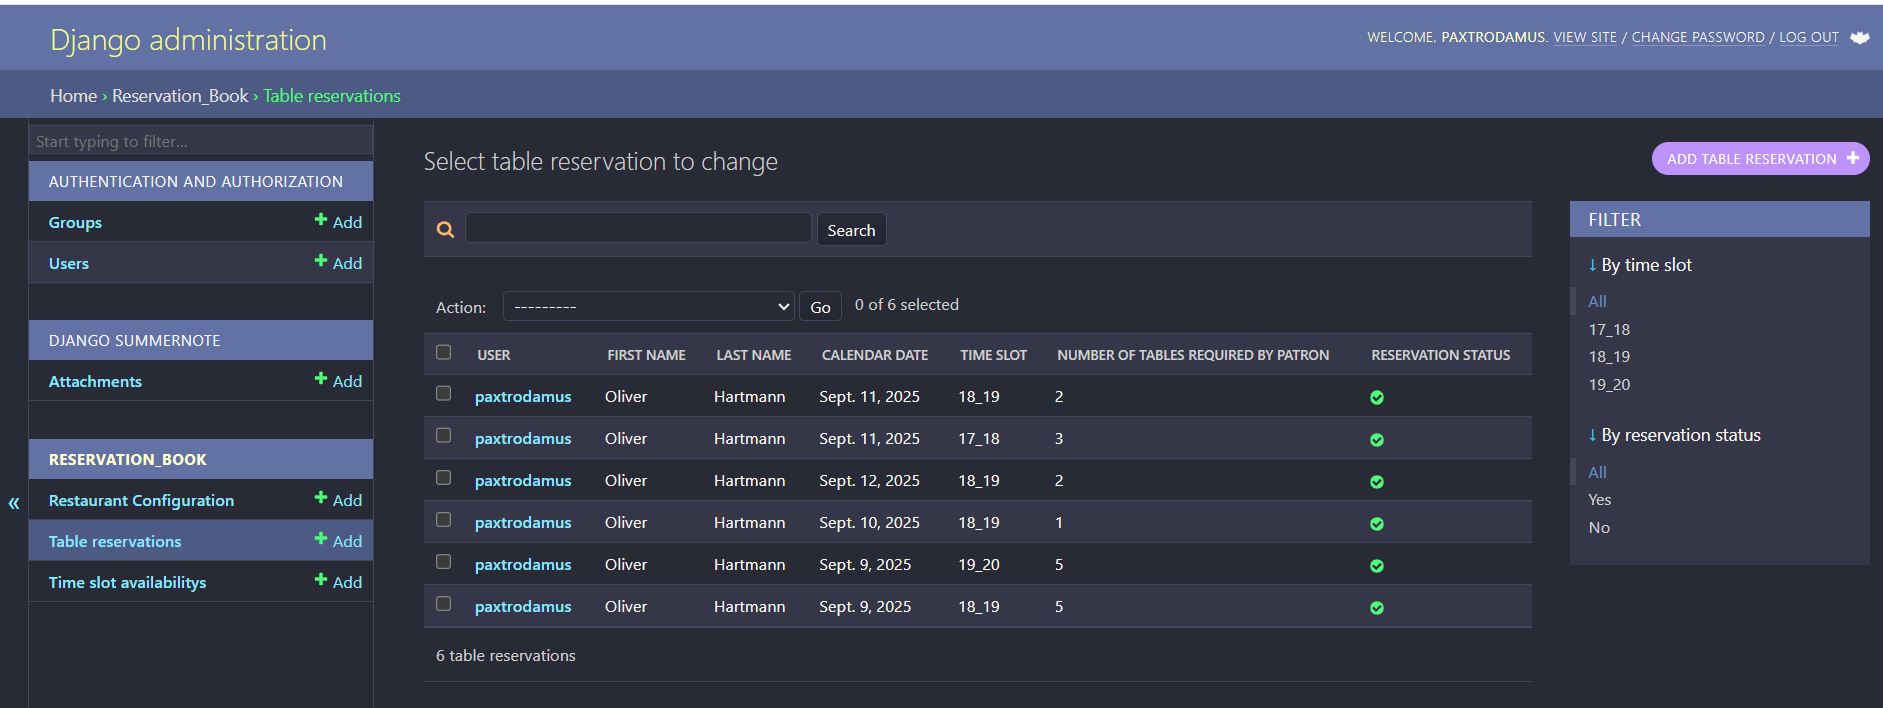 Django administration
WELCOME, PAXTRODAMUS. VIEW SITE / CHANGE PASSWORD / LOG OUT
Home › Reservation_Book › Table reservations
Start typing to filter...
AUTHENTICATION AND AUTHORIZATION
Groups Add
Users Add
DJANGO SUMMERNOTE
Attachments Add
RESERVATION_BOOK
Restaurant Configuration Add
Table reservations Add
Time slot availabilitys Add
«
Select table reservation to change
ADD TABLE RESERVATION
Search
Action: --------- Go 0 of 6 selected
USER FIRST NAME LAST NAME CALENDAR DATE TIME SLOT NUMBER OF TABLES REQUIRED BY PATRON RESERVATION STATUS
paxtrodamus Oliver Hartmann Sept. 11, 2025 18_19 2
paxtrodamus Oliver Hartmann Sept. 11, 2025 17_18 3
paxtrodamus Oliver Hartmann Sept. 12, 2025 18_19 2
paxtrodamus Oliver Hartmann Sept. 10, 2025 18_19 1
paxtrodamus Oliver Hartmann Sept. 9, 2025 19_20 5
paxtrodamus Oliver Hartmann Sept. 9, 2025 18_19 5
6 table reservations
FILTER
↓ By time slot
All
17_18
18_19
19_20
↓ By reservation status
All
Yes
No